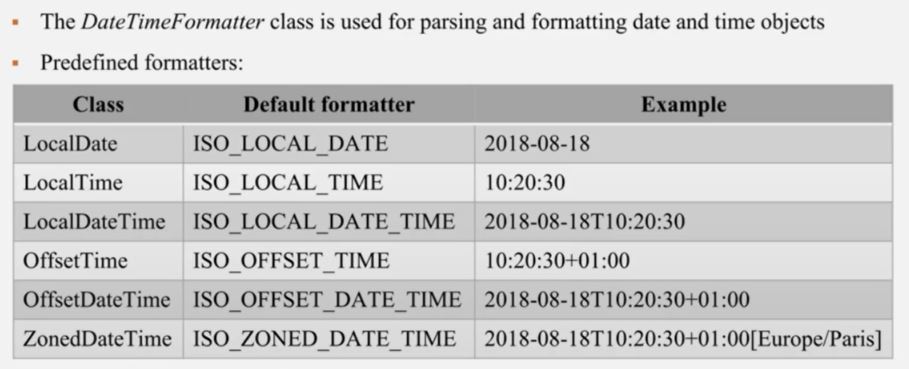 ▪ The DateTimeFormatter class is used for parsing and formatting date and time objects
▪ Predefined formatters:
Class Default formatter Example
LocalDate ISO_LOCAL_DATE 2018-08-18
LocalTime ISO_LOCAL_TIME 10:20:30
LocalDateTime ISO_LOCAL_DATE_TIME 2018-08-18T10:20:30
OffsetTime ISO_OFFSET_TIME 10:20:30+01:00
OffsetDateTime ISO_OFFSET_DATE_TIME 2018-08-18T10:20:30+01:00
ZonedDateTime ISO_ZONED_DATE_TIME 2018-08-18T10:20:30+01:00[Europe/Paris]